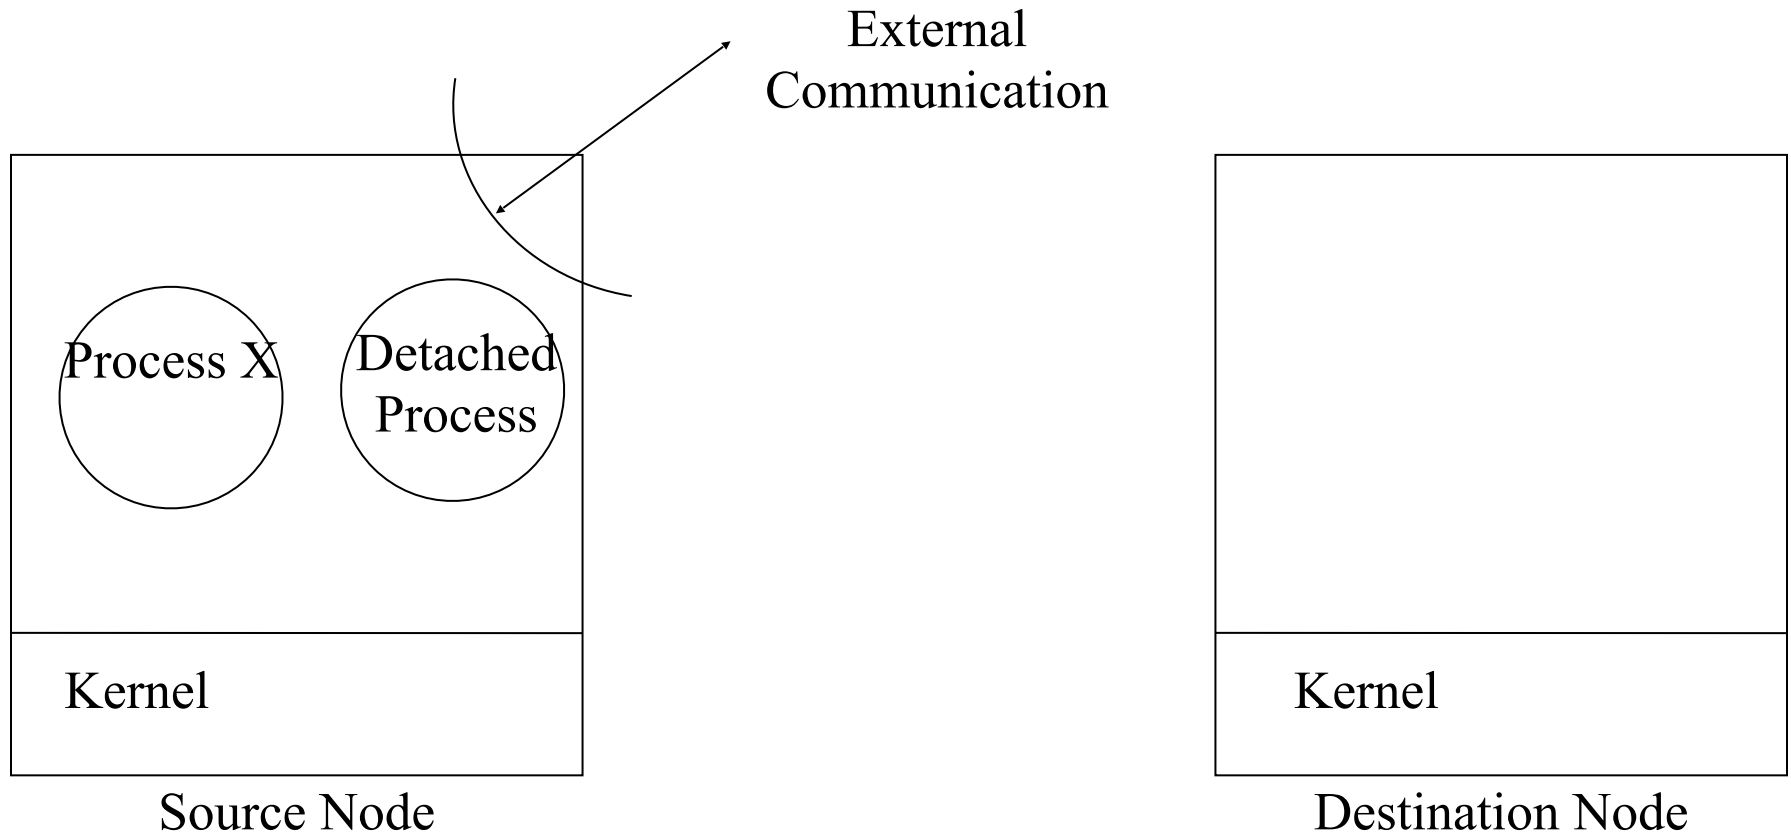 External
Communication
Process X
Detached
Process
Kernel
Kernel
Source Node
Destination Node